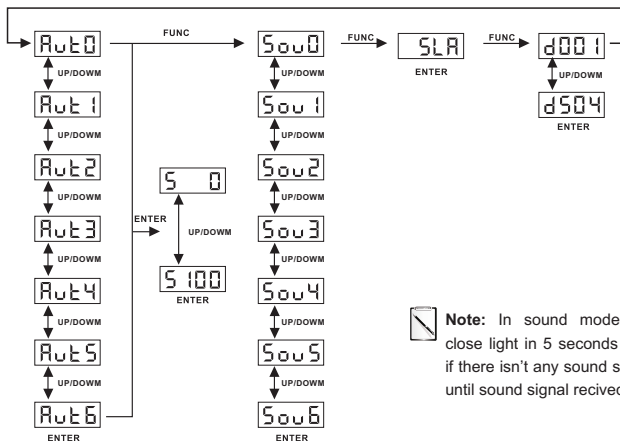 Aut0
FUNC
Sou0
FUNC
SLA
FUNC
d001
UP/DOWM
UP/DOWM
ENTER
UP/DOWM
Aut1
Sou1
dS04
UP/DOWM
UP/DOWM
ENTER
Aut2
S 0
Sou2
UP/DOWM
UP/DOWM
Aut3
ENTER
UP/DOWM
Sou3
UP/DOWM
UP/DOWM
Aut4
S100
Sou4
UP/DOWM
ENTER
UP/DOWM
Note: In sound mode
close light in 5 seconds
Aut5
Sou5
if there isn't any sound s
UP/DOWM
UP/DOWM
until sound signal recived
Aut6
Sou6
ENTER
ENTER